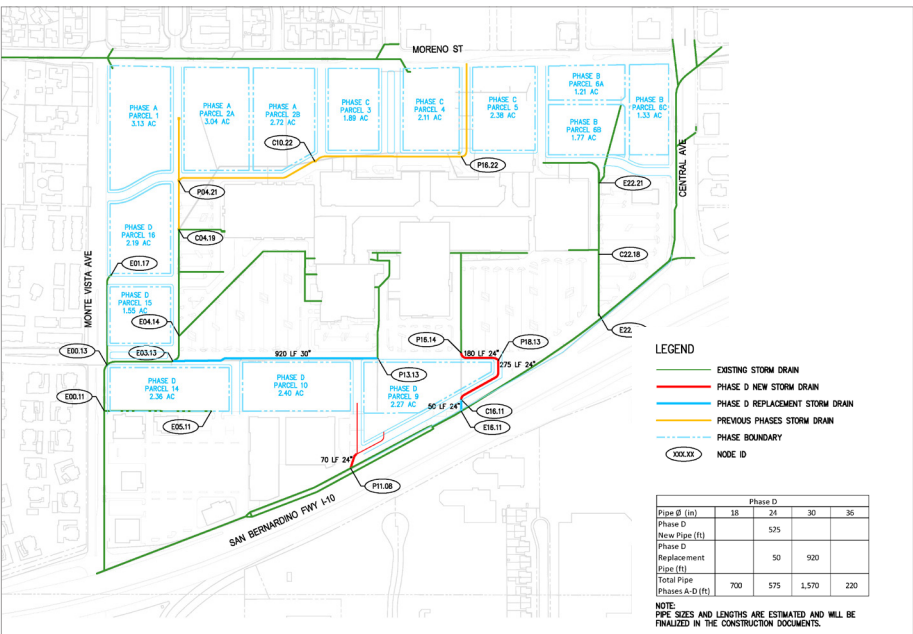 MORENO ST
PHASE A
PARCEL 1
3.13 AC
PHASE A
PARCEL 2A
3.04 AC
PHASE A
PARCEL 2B
2.72 AC
PHASE C
PARCEL 3
1.89 AC
PHASE C
PARCEL 4
2.11 AC
PHASE C
PARCEL 5
2.38 AC
PHASE B
PARCEL 6A
1.21 AC
PHASE B
PARCEL 6B
1.77 AC
PHASE B
PARCEL 6C
1.33 AC
CENTRAL AVE
C10.22
P16.22
P04.21
E22.21
C04.19
C22.18
PHASE D
PARCEL 16
2.19 AC
E01.17
MONTE VISTA AVE
PHASE D
PARCEL 15
1.55 AC
E04.14
E22.
P16.14
P18.13
E00.13
E03.13
920 LF 30"
180 LF 24"
275 LF 24"
P13.13
PHASE D
PARCEL 14
2.36 AC
PHASE D
PARCEL 10
2.40 AC
PHASE D
PARCEL 9
2.27 AC
E00.11
50 LF 24"
C16.11
E05.11
E16.11
70 LF 24"
P11.08
SAN BERNARDINO FWY I-10
LEGEND
EXISTING STORM DRAIN
PHASE D NEW STORM DRAIN
PHASE D REPLACEMENT STORM DRAIN
PREVIOUS PHASES STORM DRAIN
PHASE BOUNDARY
XXX.XX NODE ID
Phase D
Pipe Ø (in) 18 24 30 36
Phase D
New Pipe (ft) 525
Phase D
Replacement 50 920
Pipe (ft)
Total Pipe
Phases A-D (ft) 700 575 1,570 220
NOTE:
PIPE SIZES AND LENGTHS ARE ESTIMATED AND WILL BE
FINALIZED IN THE CONSTRUCTION DOCUMENTS.